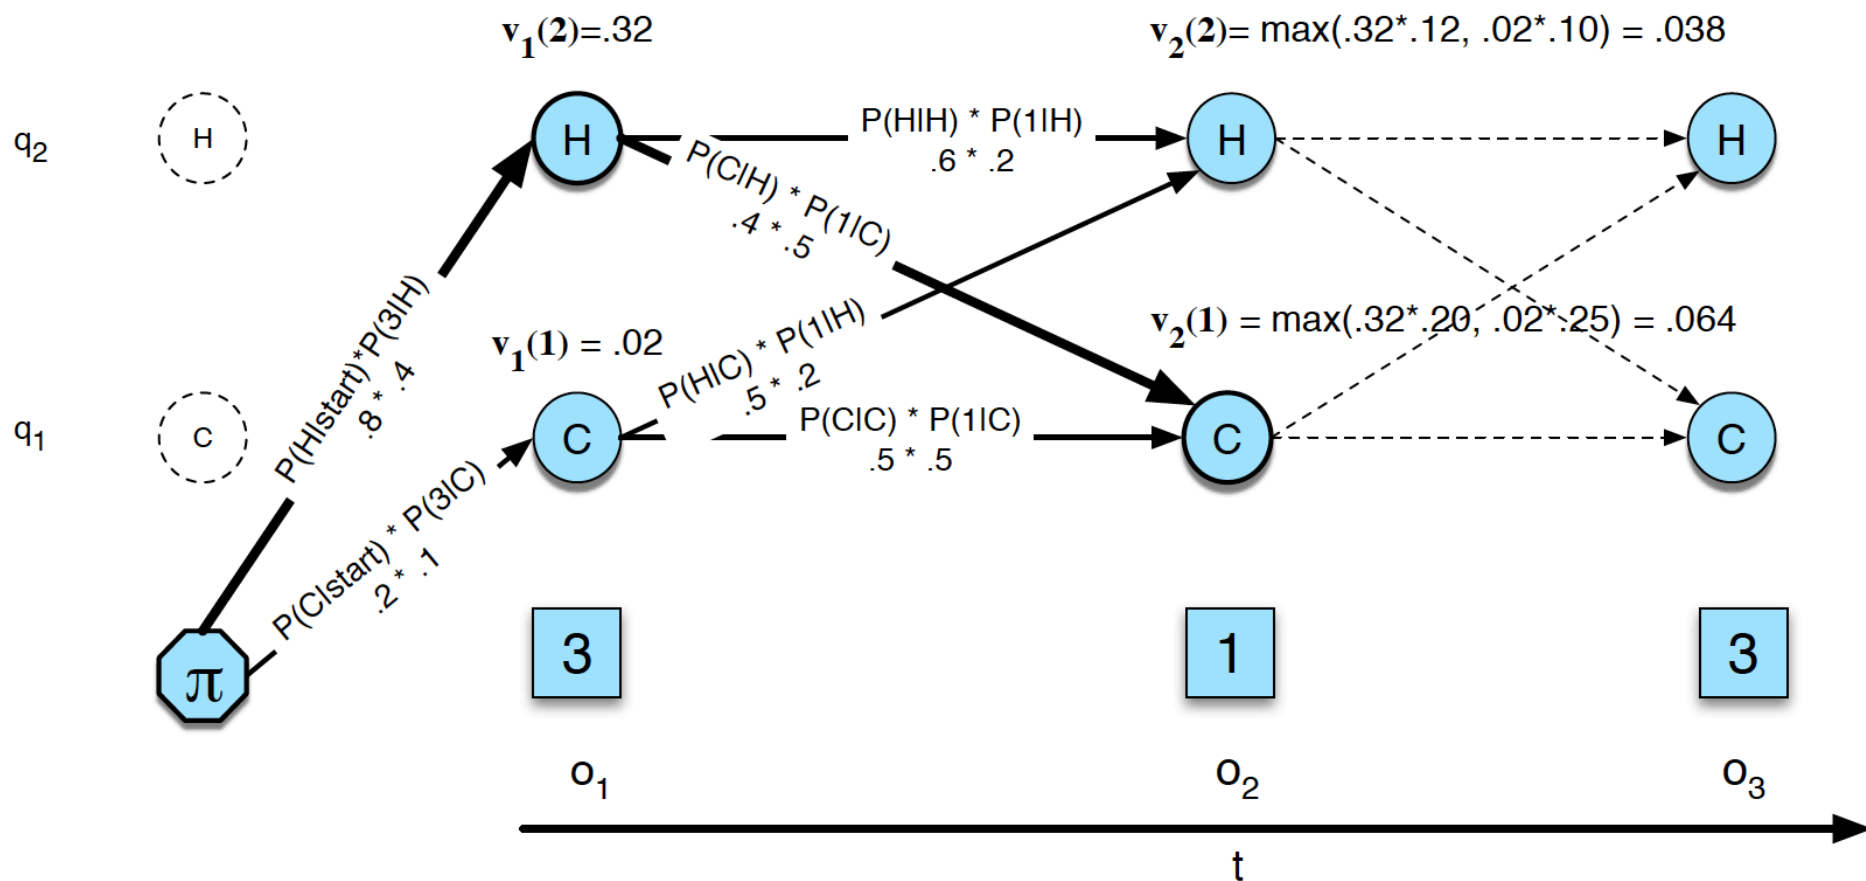 v1(2)=.32
v2(2)= max(.32*.12, .02*.10) = .038
q2
H
H
P(H|H) * P(1|H)
.6 * .2
H
H
P(C|H) * P(1|C)
.4 * .5
P(H|start)*P(3|H)
.8 * .4
v1(1) = .02
P(H|C) * P(1|H)
.5 * .2
v2(1) = max(.32*.20, .02*.25) = .064
q1
C
C
P(C|C) * P(1|C)
.5 * .5
C
C
P(C|start) * P(3|C)
.2 * .1
π
3
1
3
o1
o2
o3
t